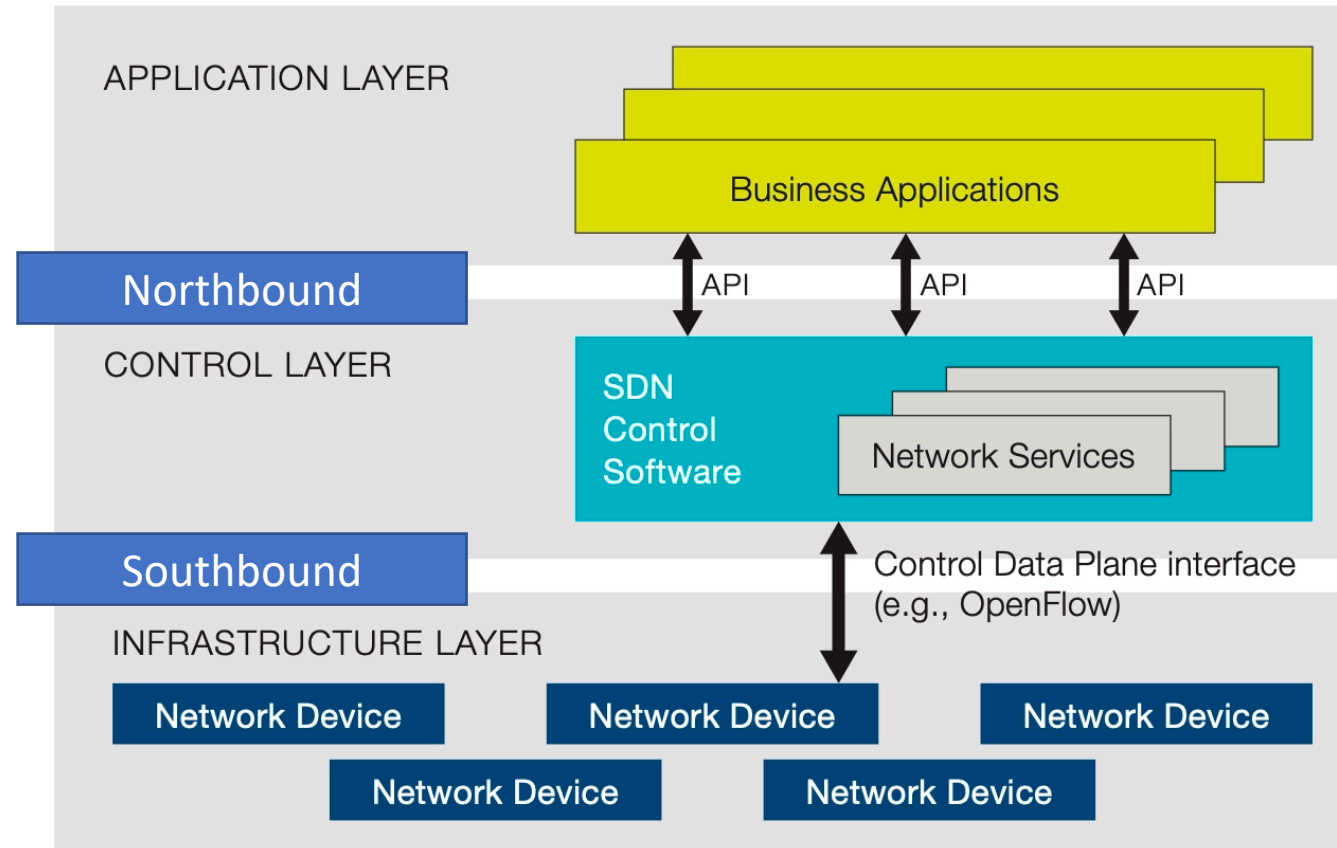 APPLICATION LAYER
Business Applications
Northbound
API
API
API
CONTROL LAYER
SDN
Control
Software
Network Services
Southbound
Control Data Plane interface
(e.g., OpenFlow)
INFRASTRUCTURE LAYER
Network Device
Network Device
Network Device
Network Device
Network Device